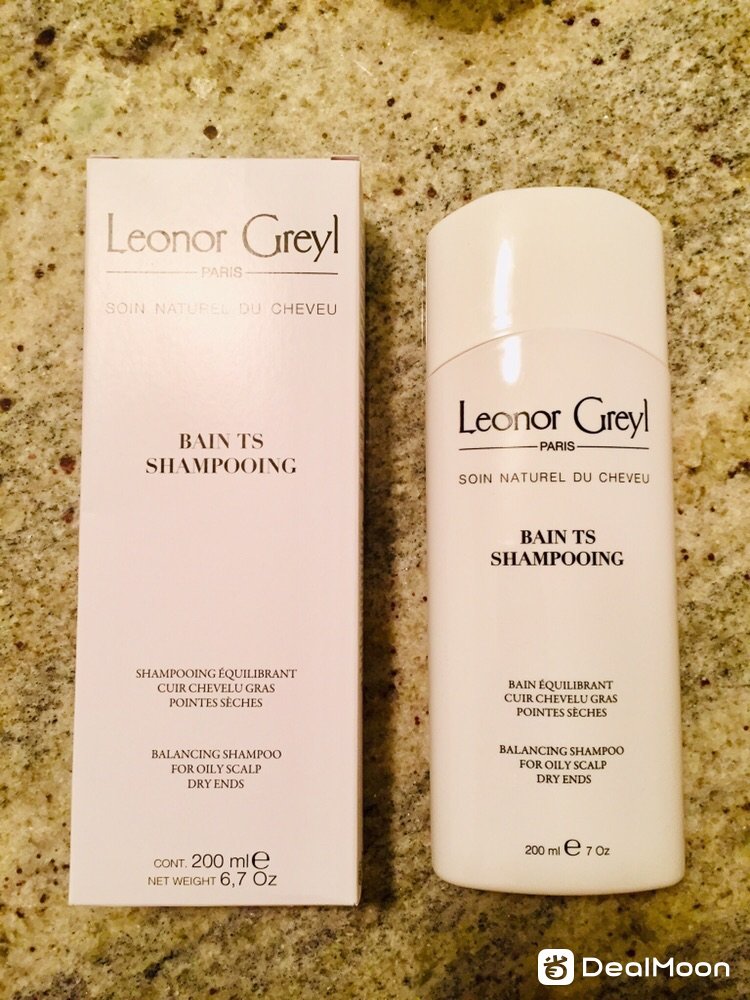 Leonor Greyl
PARIS
SOIN NATUREL DU CHEVEU
BAIN TS
SHAMPOOING
SHAMPOOING ÉQUILIBRANT
CUIR CHEVELU GRAS
POINTES SÈCHES
BALANCING SHAMPOO
FOR OILY SCALP
DRY ENDS
CONT. 200 ml e
NET WEIGHT 6,7 Oz
Leonor Greyl
PARIS
SOIN NATUREL DU CHEVEU
BAIN TS
SHAMPOOING
BAIN ÉQUILIBRANT
CUIR CHEVELU GRAS
POINTES SÈCHES
BALANCING SHAMPOO
FOR OILY SCALP
DRY ENDS
200 ml e 7 Oz
省 DealMoon